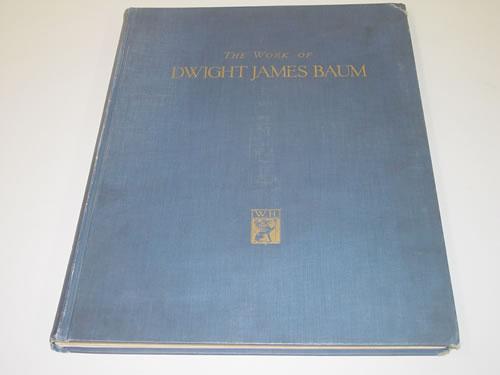 The Work of
DWIGHT JAMES BAUM
W H